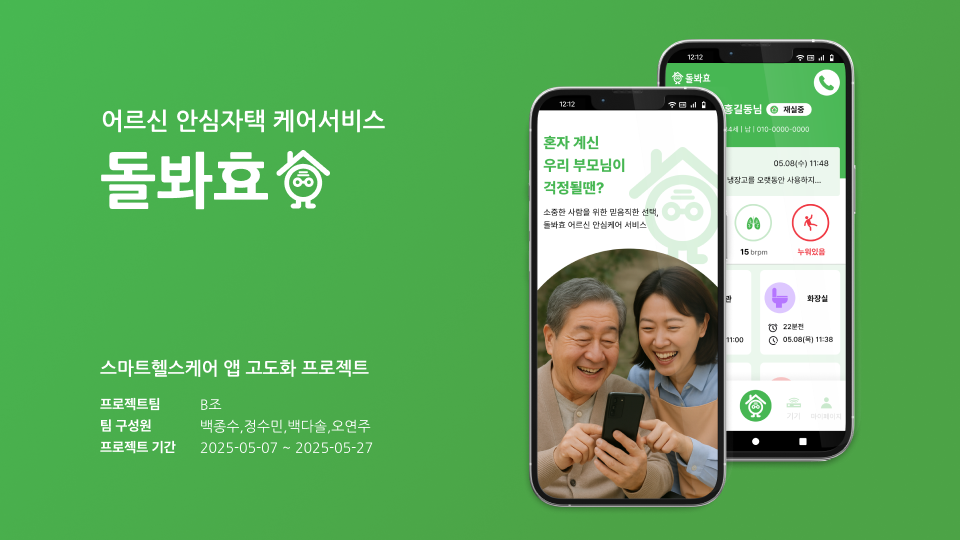 어르신 안심자택 케어서비스
돌봐효
스마트헬스케어 앱 고도화 프로젝트
프로젝트팀 B조
팀 구성원 백종수,정수민,백다솔,오연주
프로젝트 기간 2025-05-07 ~ 2025-05-27
12:12
혼자 계신
우리 부모님이
걱정될땐?
소중한 사람을 위한 믿음직한 선택,
돌봐효 어르신 안심케어 서비스
12:12
돌봐효
홍길동님 재실중
4세 | 남 | 010-0000-0000
05.08(수) 11:48
냉장고를 오랫동안 사용하지...
15 brpm
누워있음
관
11:00
화장실
22분전
05.08(목) 11:38
기기
마이페이지